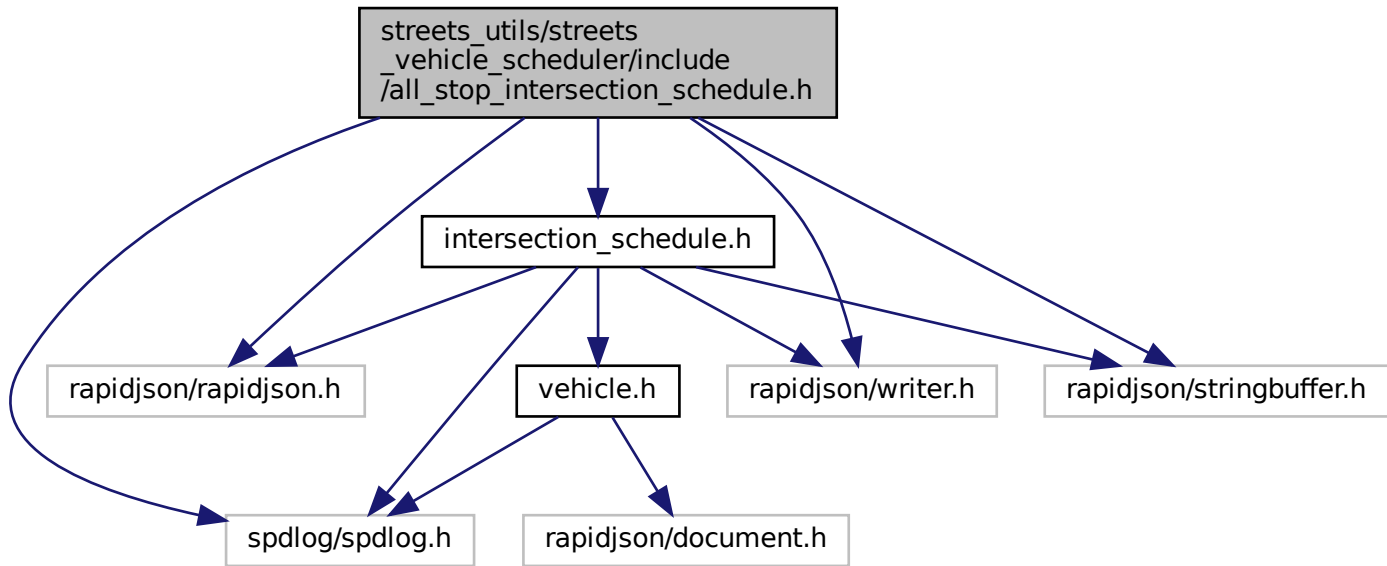 streets_utils/streets
_vehicle_scheduler/include
/all_stop_intersection_schedule.h
intersection_schedule.h
rapidjson/rapidjson.h
vehicle.h
rapidjson/writer.h
rapidjson/stringbuffer.h
spdlog/spdlog.h
rapidjson/document.h